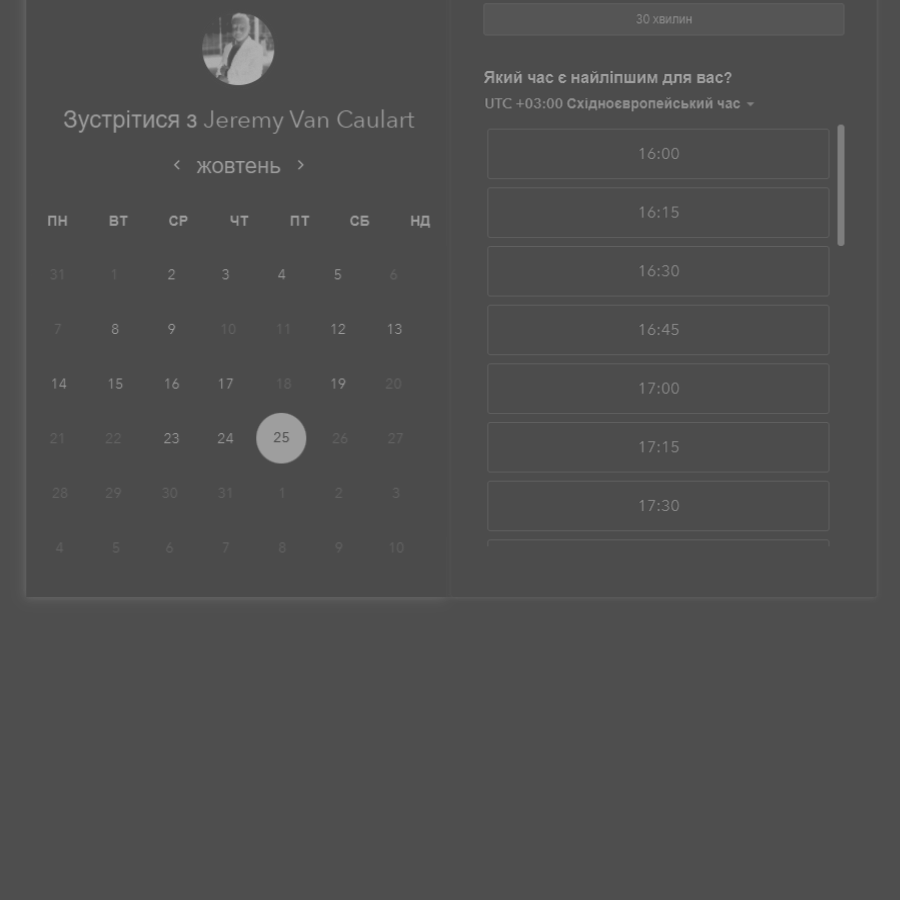 Зустрітися з Jeremy Van Caulart
‹ жовтень ›
ПН ВТ СР ЧТ ПТ СБ НД
31 1 2 3 4 5 6
7 8 9 10 11 12 13
14 15 16 17 18 19 20
21 22 23 24 25 26 27
28 29 30 31 1 2 3
4 5 6 7 8 9 10
30 хвилин
Який час є найліпшим для вас?
UTC +03:00 Східноєвропейський час
16:00
16:15
16:30
16:45
17:00
17:15
17:30